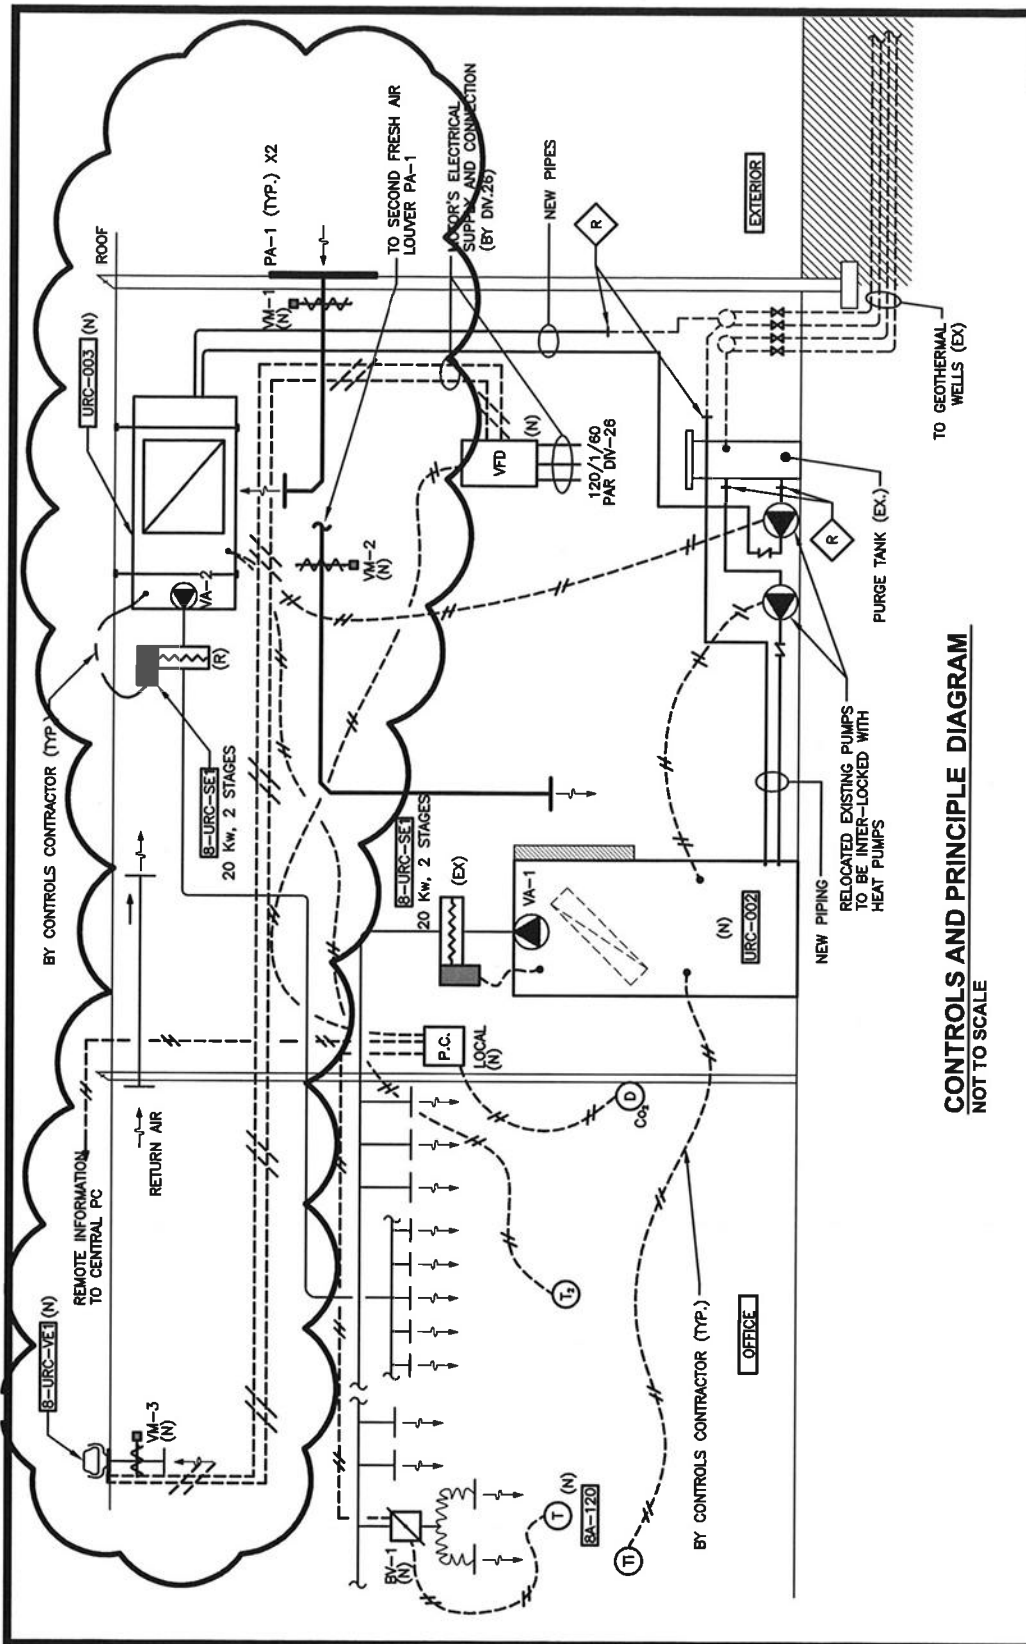 ROOF
URC-003 (N)
PA-1 (TYP.) X2
VM-1
(N)
TO SECOND FRESH AIR
LOUVER PA-1
MOTOR'S ELECTRICAL
SUPPLY AND CONNECTION
(BY DIV.26)
NEW PIPES
R
EXTERIOR
VA-2
(R)
VM-2
(N)
VFD
(N)
120/1/60
PAR DIV-26
R
TO GEOTHERMAL
WELLS (EX)
PURGE TANK (EX.)
BY CONTROLS CONTRACTOR (TYP
8-URC-SE1
20 Kw, 2 STAGES
8-URC-SE1
20 Kw, 2 STAGES
(EX)
VA-1
(N)
URC-002
NEW PIPING
RELOCATED EXISTING PUMPS
TO BE INTER-LOCKED WITH
HEAT PUMPS
RETURN AIR
REMOTE INFORMATION
TO CENTRAL PC
P.C.
LOCAL
(N)
D
CO2
T2
8-URC-VE1 (N)
VM-3
(N)
BV-1
(N)
T
(N)
8A-120
T1
BY CONTROLS CONTRACTOR (TYP.)
OFFICE
CONTROLS AND PRINCIPLE DIAGRAM
NOT TO SCALE